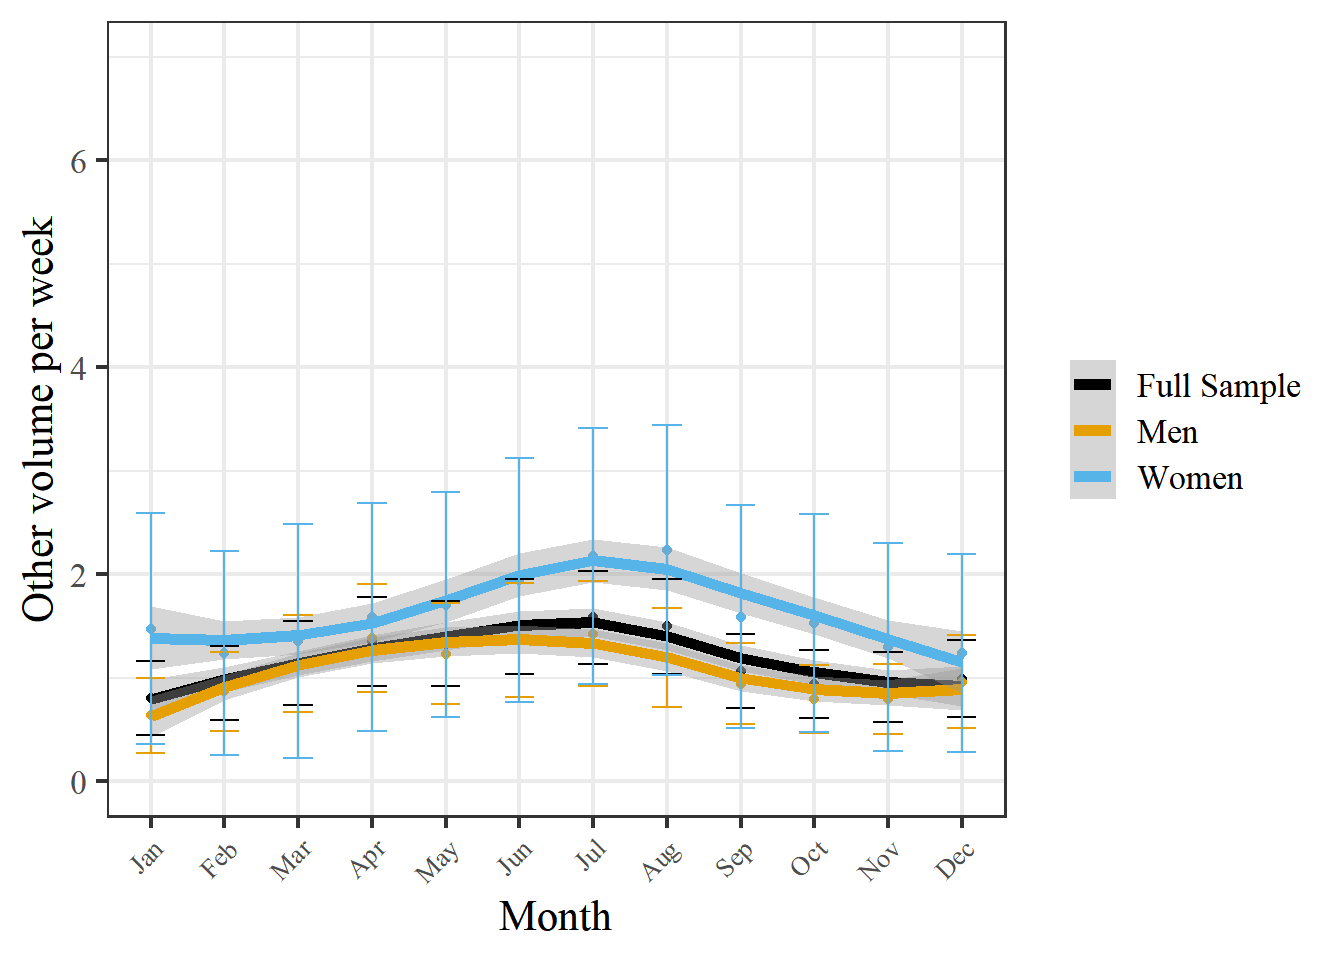 Other volume per week
6
4
2
0
Jan
Feb
Mar
Apr
May
Jun
Jul
Aug
Sep
Oct
Nov
Dec
Month
Full Sample
Men
Women